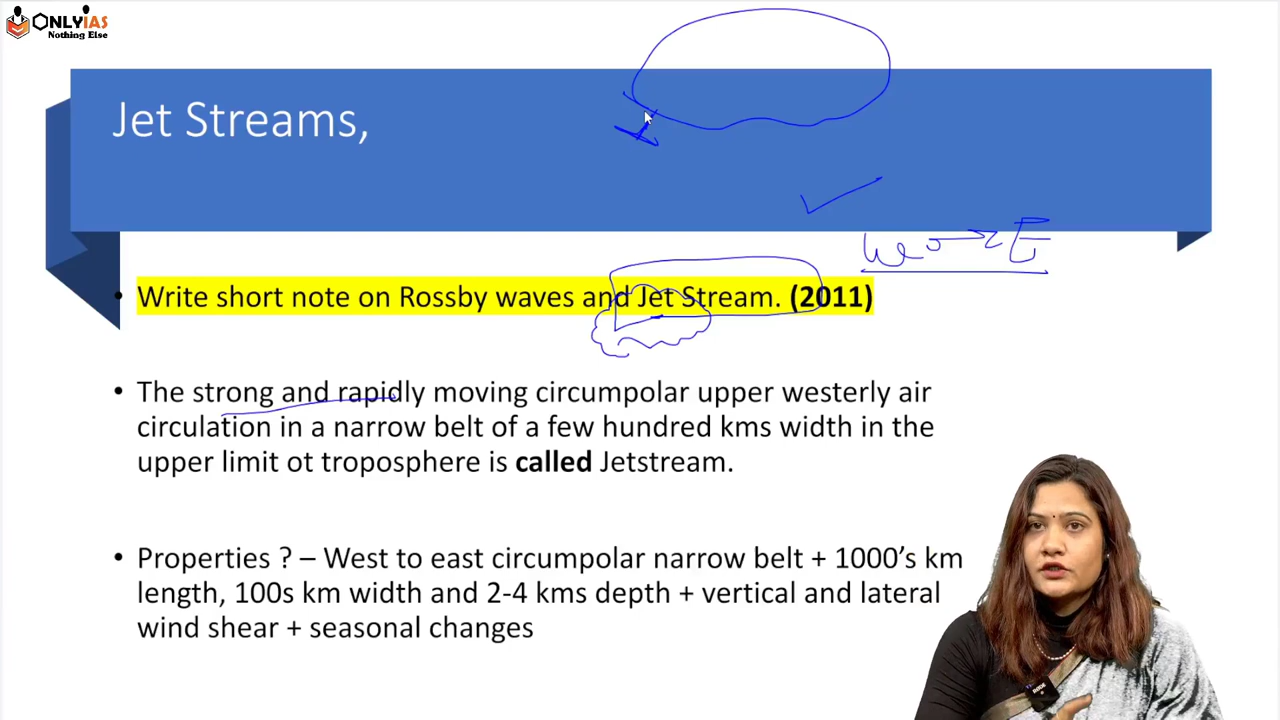 ONLYIAS
Nothing Else
Jet Streams,
• Write short note on Rossby waves and Jet Stream. (2011)
• The strong and rapidly moving circumpolar upper westerly air
circulation in a narrow belt of a few hundred kms width in the
upper limit ot troposphere is called Jetstream.
• Properties ? – West to east circumpolar narrow belt + 1000’s km
length, 100s km width and 2-4 kms depth + vertical and lateral
wind shear + seasonal changes